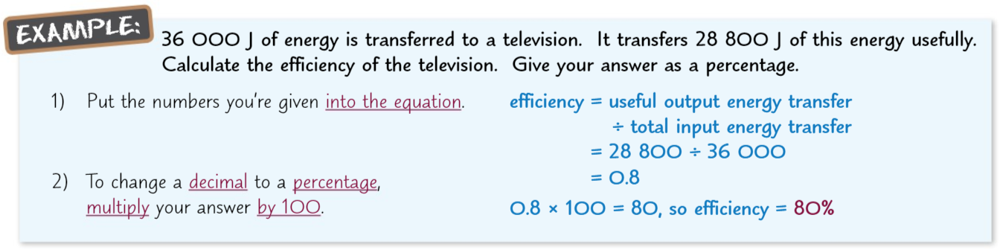 EXAMPLE:
36 000 J of energy is transferred to a television. It transfers 28 800 J of this energy usefully.
Calculate the efficiency of the television. Give your answer as a percentage.
1) Put the numbers you're given into the equation.
efficiency = useful output energy transfer
÷ total input energy transfer
= 28 800 ÷ 36 000
= 0.8
2) To change a decimal to a percentage,
multiply your answer by 100.
0.8 × 100 = 80, so efficiency = 80%